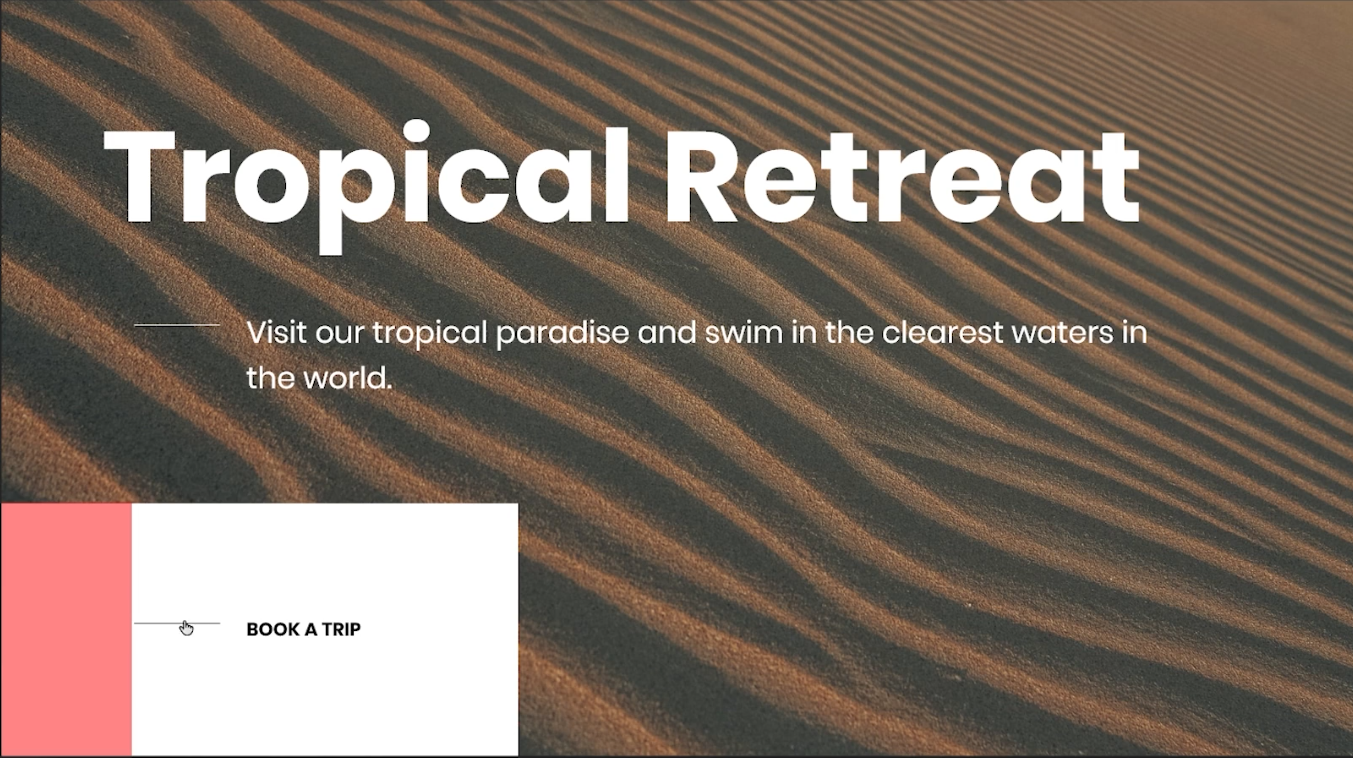 Tropical Retreat
Visit our tropical paradise and swim in the clearest waters in
the world.
BOOK A TRIP